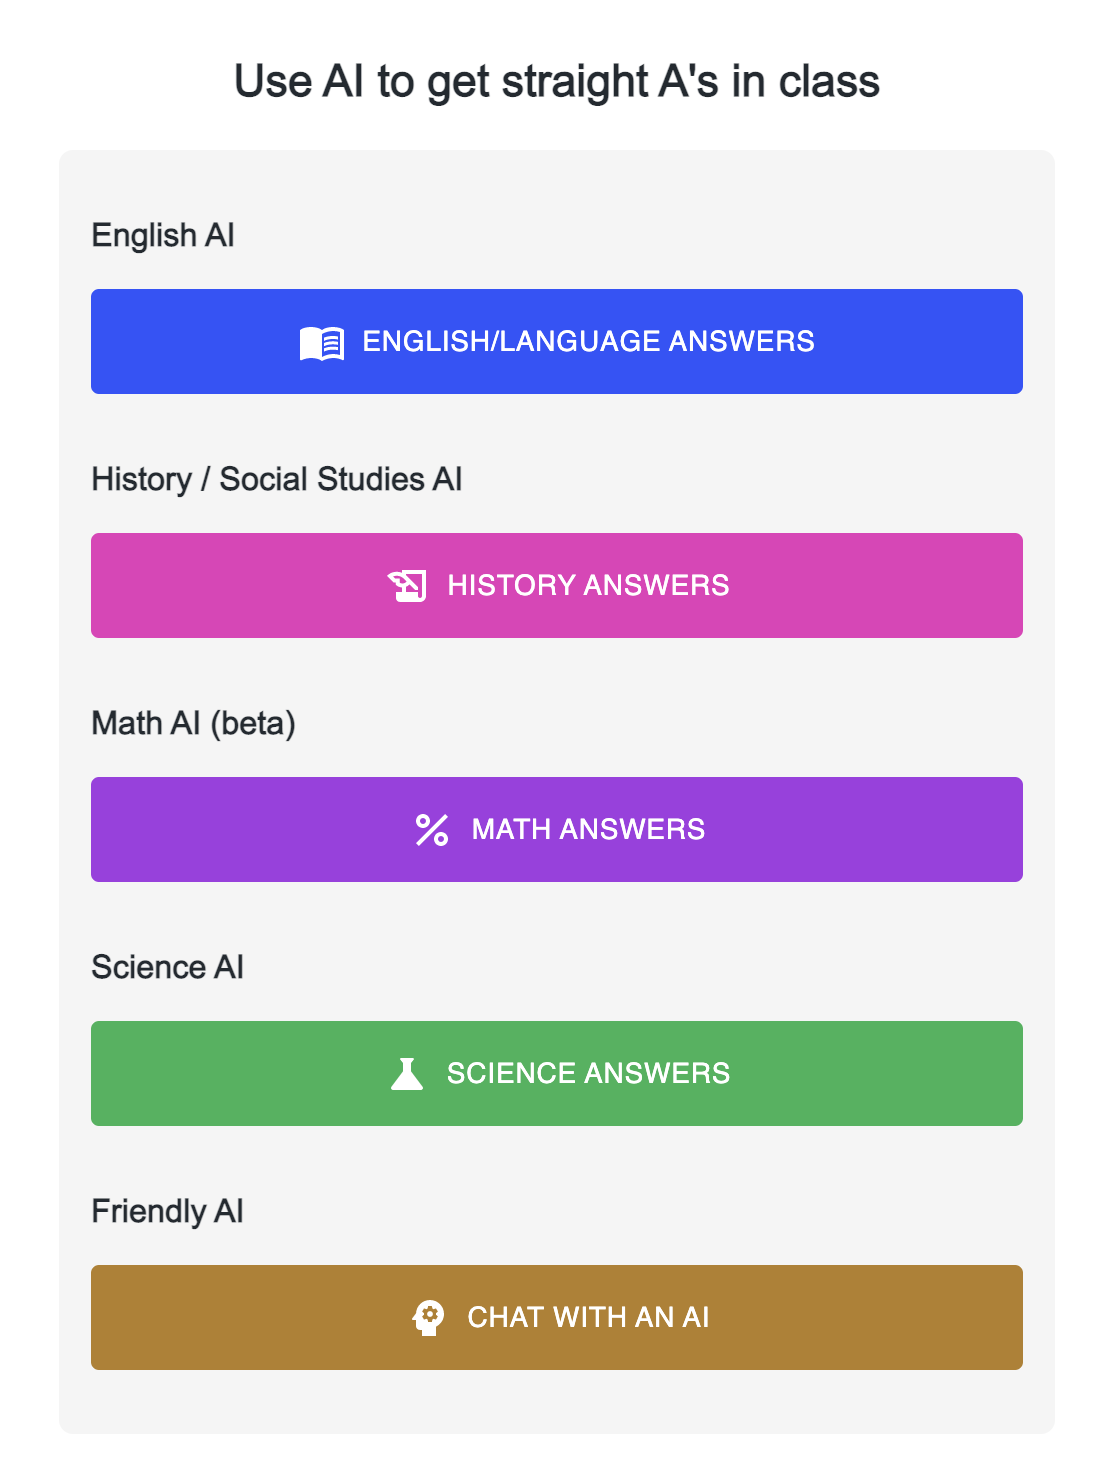 Use AI to get straight A's in class
English AI
ENGLISH/LANGUAGE ANSWERS
History / Social Studies AI
HISTORY ANSWERS
Math AI (beta)
MATH ANSWERS
Science AI
SCIENCE ANSWERS
Friendly AI
CHAT WITH AN AI